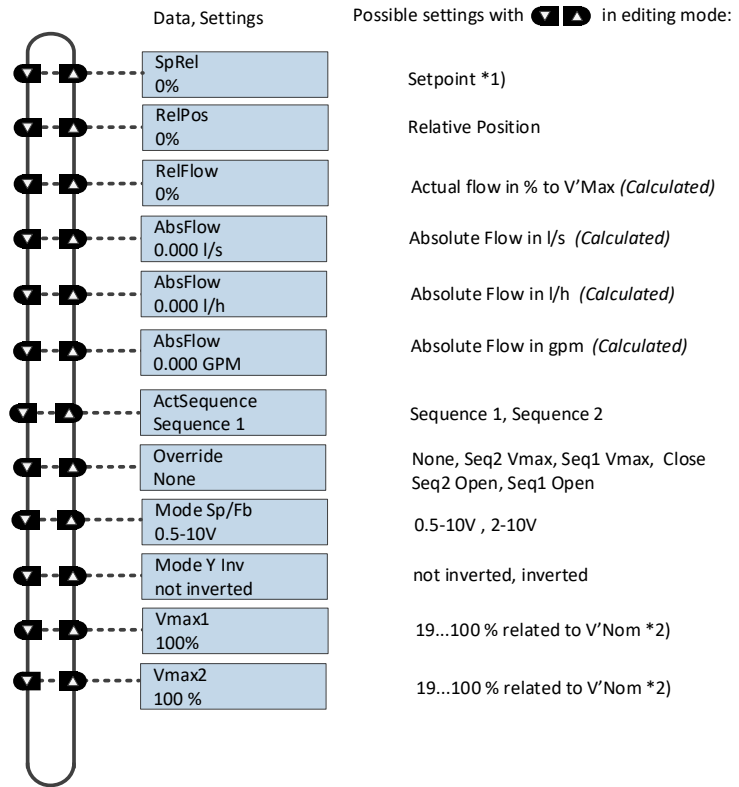 Data, Settings
Possible settings with in editing mode:
SpRel
0%
Setpoint *1)
RelPos
0%
Relative Position
RelFlow
0%
Actual flow in % to V’Max (Calculated)
AbsFlow
0.000 l/s
Absolute Flow in l/s (Calculated)
AbsFlow
0.000 l/h
Absolute Flow in l/h (Calculated)
AbsFlow
0.000 GPM
Absolute Flow in gpm (Calculated)
ActSequence
Sequence 1
Sequence 1, Sequence 2
Override
None
None, Seq2 Vmax, Seq1 Vmax, Close
Seq2 Open, Seq1 Open
Mode Sp/Fb
0.5-10V
0.5-10V , 2-10V
Mode Y Inv
not inverted
not inverted, inverted
Vmax1
100%
19...100 % related to V’Nom *2)
Vmax2
100 %
19...100 % related to V’Nom *2)